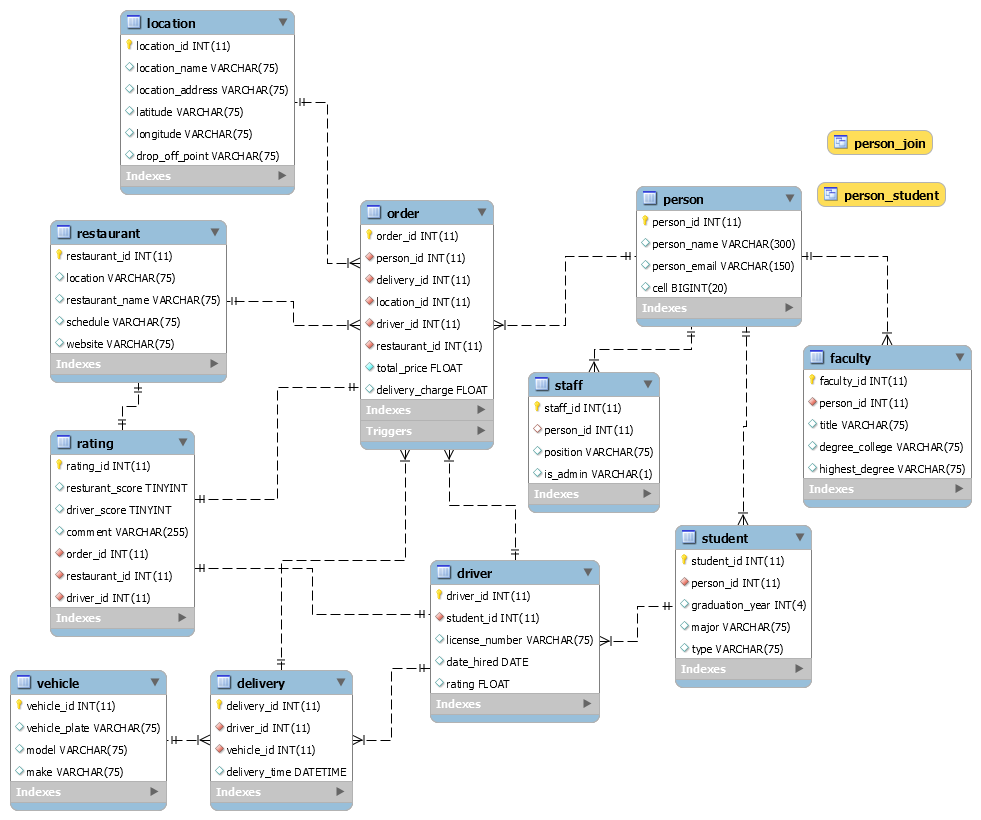 location
location_id INT(11)
location_name VARCHAR(75)
location_address VARCHAR(75)
latitude VARCHAR(75)
longitude VARCHAR(75)
drop_off_point VARCHAR(75)
Indexes
person_join
person_student
restaurant
restaurant_id INT(11)
location VARCHAR(75)
restaurant_name VARCHAR(75)
schedule VARCHAR(75)
website VARCHAR(75)
Indexes
order
order_id INT(11)
person_id INT(11)
delivery_id INT(11)
location_id INT(11)
driver_id INT(11)
restaurant_id INT(11)
total_price FLOAT
delivery_charge FLOAT
Indexes
Triggers
person
person_id INT(11)
person_name VARCHAR(300)
person_email VARCHAR(150)
cell BIGINT(20)
Indexes
staff
staff_id INT(11)
person_id INT(11)
position VARCHAR(75)
is_admin VARCHAR(1)
Indexes
faculty
faculty_id INT(11)
person_id INT(11)
title VARCHAR(75)
degree_college VARCHAR(75)
highest_degree VARCHAR(75)
Indexes
rating
rating_id INT(11)
resturant_score TINYINT
driver_score TINYINT
comment VARCHAR(255)
order_id INT(11)
restaurant_id INT(11)
driver_id INT(11)
Indexes
driver
driver_id INT(11)
student_id INT(11)
license_number VARCHAR(75)
date_hired DATE
rating FLOAT
Indexes
student
student_id INT(11)
person_id INT(11)
graduation_year INT(4)
major VARCHAR(75)
type VARCHAR(75)
Indexes
vehicle
vehicle_id INT(11)
vehicle_plate VARCHAR(75)
model VARCHAR(75)
make VARCHAR(75)
Indexes
delivery
delivery_id INT(11)
driver_id INT(11)
vehicle_id INT(11)
delivery_time DATETIME
Indexes